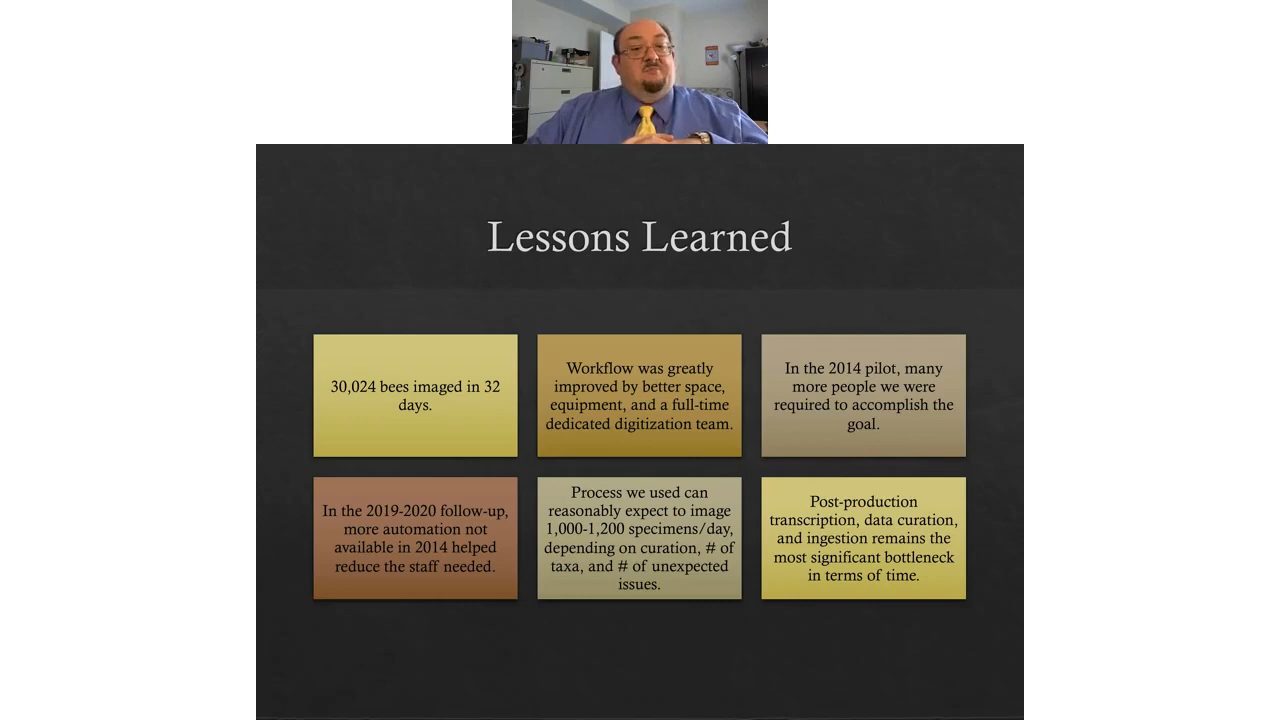 Lessons Learned
30,024 bees imaged in 32
days.
Workflow was greatly
improved by better space,
equipment, and a full-time
dedicated digitization team.
In the 2014 pilot, many
more people we were
required to accomplish the
goal.
In the 2019-2020 follow-up,
more automation not
available in 2014 helped
reduce the staff needed.
Process we used can
reasonably expect to image
1,000-1,200 specimens/day,
depending on curation, # of
taxa, and # of unexpected
issues.
Post-production
transcription, data curation,
and ingestion remains the
most significant bottleneck
in terms of time.